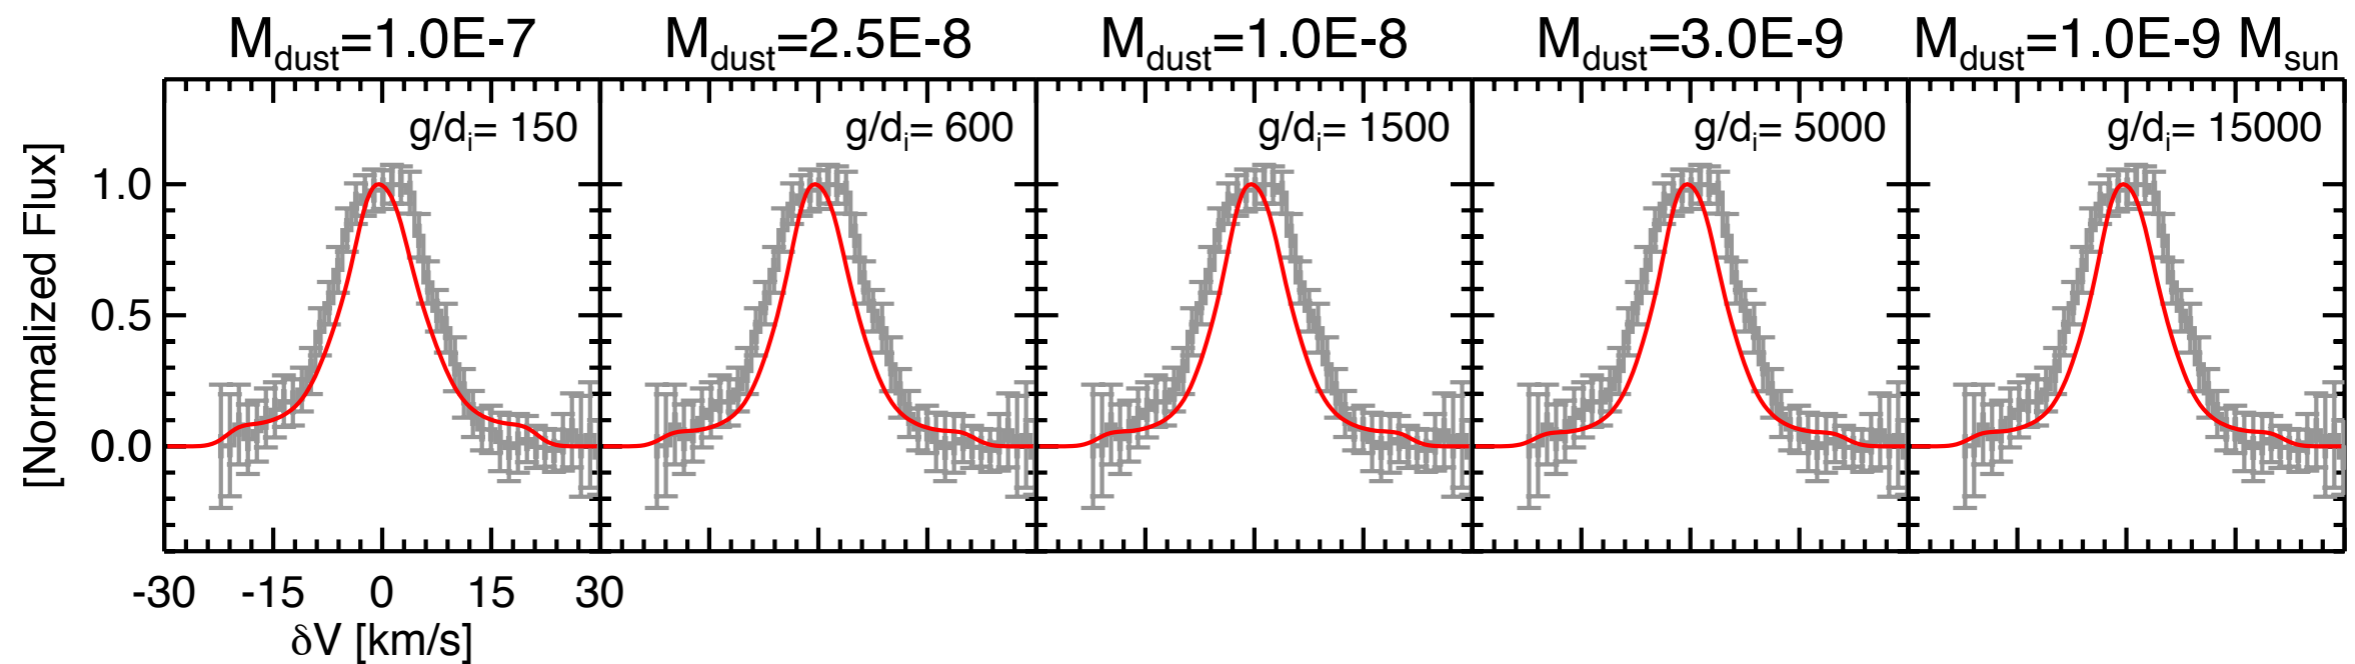 M_dust=1.0E-7 M_dust=2.5E-8 M_dust=1.0E-8 M_dust=3.0E-9 M_dust=1.0E-9 M_sun
g/d_i= 150 g/d_i= 600 g/d_i= 1500 g/d_i= 5000 g/d_i= 15000
[Normalized Flux]
1.0
0.5
0.0
-30 -15 0 15 30
δV [km/s]